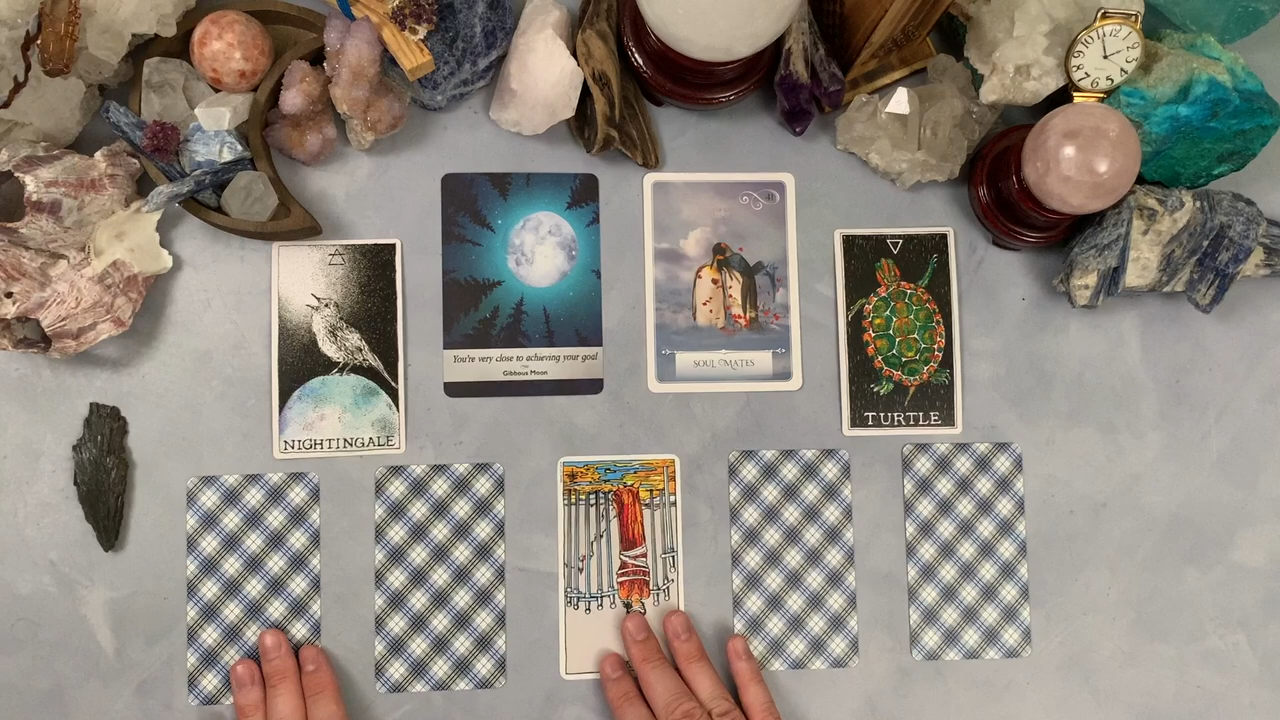 You're very close to achieving your goal
Gibbous Moon
SOUL MATES
NIGHTINGALE
TURTLE